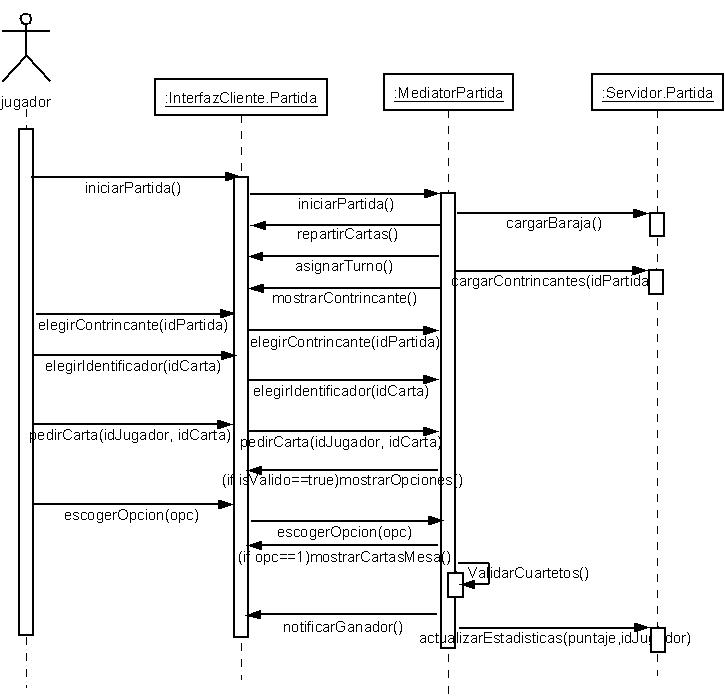 jugador
:InterfazCliente.Partida
:MediatorPartida
:Servidor.Partida
iniciarPartida()
iniciarPartida()
cargarBaraja()
repartirCartas()
asignarTurno()
cargarContrincantes(idPartida
mostrarContrincante()
elegirContrincante(idPartida)
elegirContrincante(idPartida)
elegirIdentificador(idCarta)
elegirIdentificador(idCarta)
pedirCarta(idJugador, idCarta)
pedirCarta(idJugador, idCarta)
(if isValido==true)mostrarOpciones()
escogerOpcion(opc)
escogerOpcion(opc)
(if opc==1)mostrarCartasMesa()
ValidarCuartetos()
notificarGanador()
actualizarEstadisticas(puntaje,idJugador)